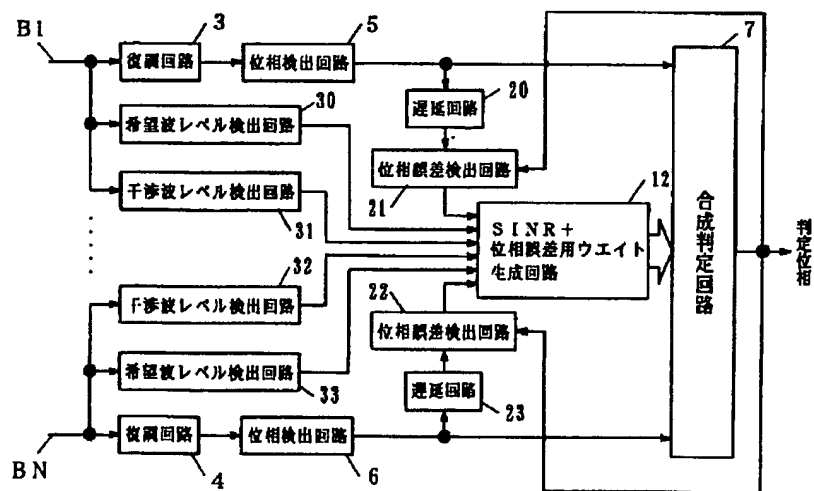 B1
3
復調回路
5
位相検出回路
7
30
希望波レベル検出回路
遅延回路
20
位相誤差検出回路
21
干渉波レベル検出回路
31
12
SINR+
位相誤差用ウエイト
生成回路
合成判定回路
判定位相
32
干渉波レベル検出回路
22
位相誤差検出回路
希望波レベル検出回路
33
遅延回路
23
BN
復調回路
4
位相検出回路
6